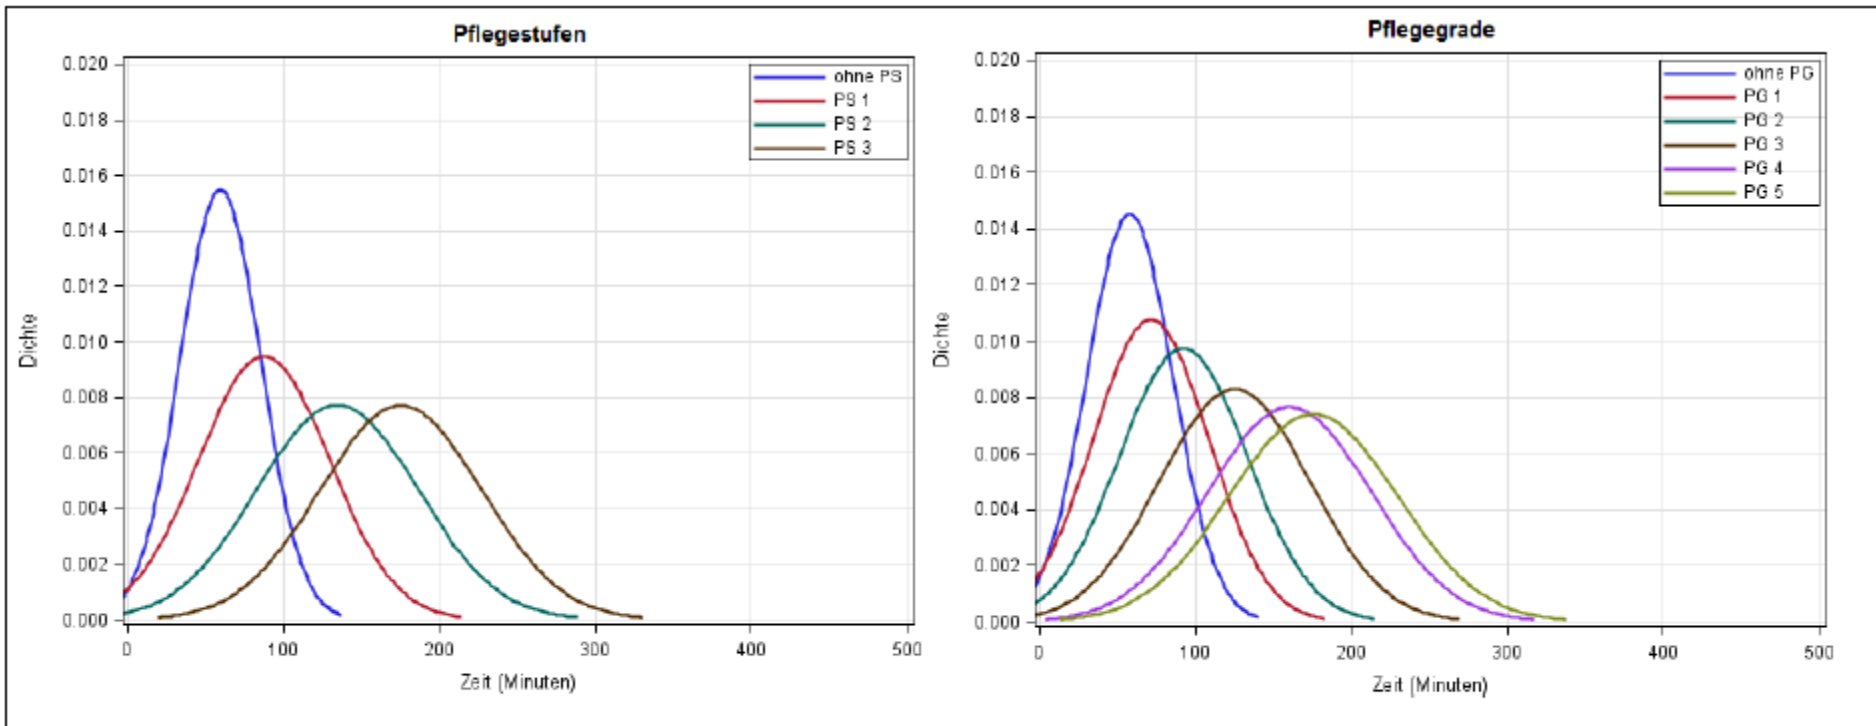 Pflegestufen
0.020
0.018
0.016
0.014
0.012
0.010
0.008
0.006
0.004
0.002
0.000
Dichte
ohne PS
PS 1
PS 2
PS 3
0 100 200 300 400 500
Zeit (Minuten)
Pflegegrade
0.020
0.018
0.016
0.014
0.012
0.010
0.008
0.006
0.004
0.002
0.000
Dichte
ohne PG
PG 1
PG 2
PG 3
PG 4
PG 5
0 100 200 300 400 500
Zeit (Minuten)